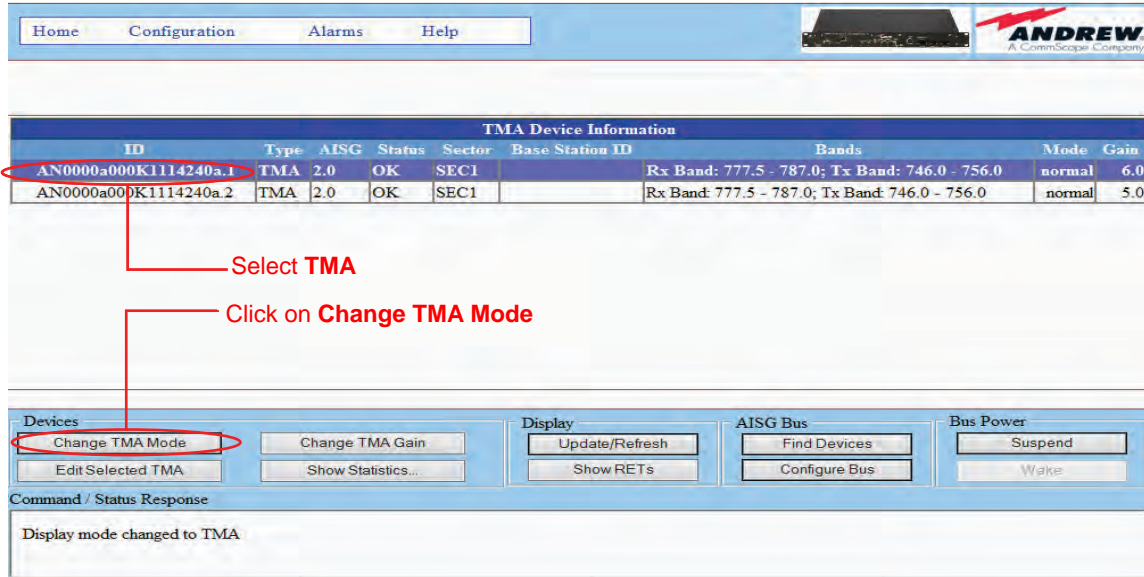 Home Configuration Alarms Help
ANDREW.
A CommScope Company
TMA Device Information
ID Type AISG Status Sector Base Station ID Bands Mode Gain
AN0000a000K1114240a.1 TMA 2.0 OK SEC1 Rx Band: 777.5 - 787.0; Tx Band: 746.0 - 756.0 normal 6.0
AN0000a000K1114240a.2 TMA 2.0 OK SEC1 Rx Band: 777.5 - 787.0; Tx Band: 746.0 - 756.0 normal 5.0
Select TMA
Click on Change TMA Mode
Devices Display AISG Bus Bus Power
Change TMA Mode Change TMA Gain Update/Refresh Find Devices Suspend
Edit Selected TMA Show Statistics... Show RETs Configure Bus Wake
Command / Status Response
Display mode changed to TMA